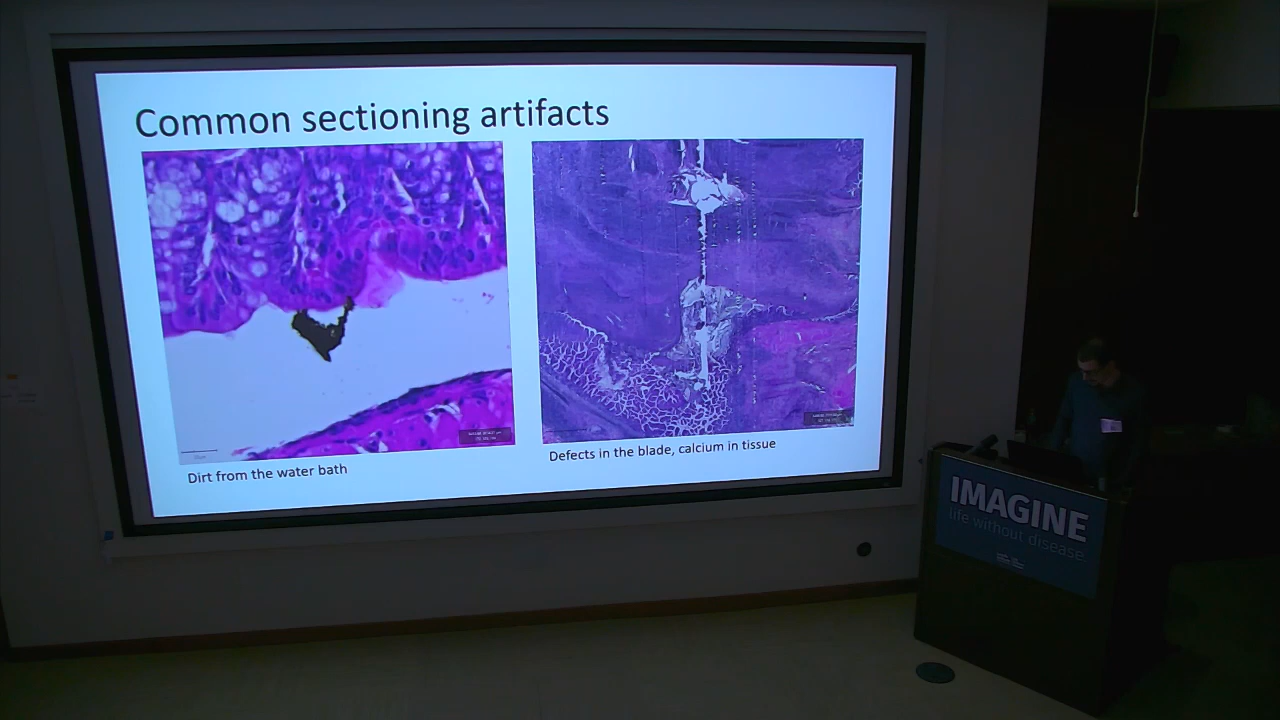 Common sectioning artifacts
Dirt from the water bath
Defects in the blade, calcium in tissue
IMAGINE
life without disease